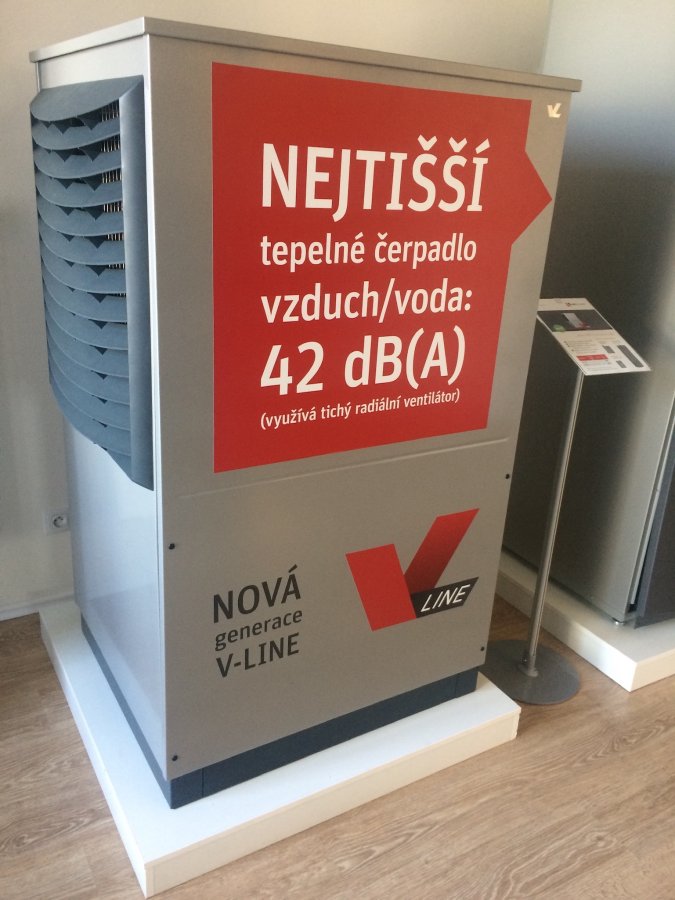 NEJTIŠŠÍ
tepelné čerpadlo
vzduch/voda:
42 dB(A)
(využívá tichý radiální ventilátor)
NOVÁ
generace
V-LINE
V LINE